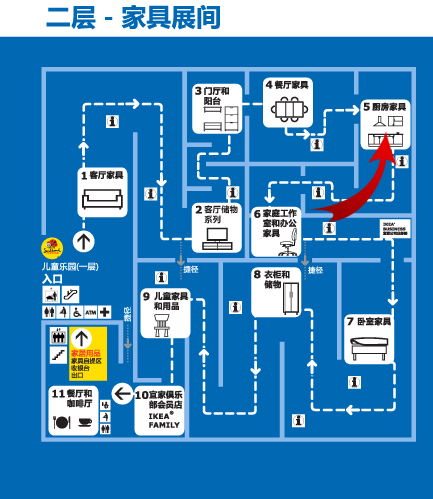 二层 - 家具展间
3 门厅和
阳台
4 餐厅家具
5 厨房家具
1 客厅家具
2 客厅储物
系列
6 家庭工作
室和办公
家具
IKEA
BUSINESS
儿童乐园(一层)
入口
捷径
捷径
8 衣柜和
储物
9 儿童家具
和用品
7 卧室家具
ATM
捷径
家居用品
家具自提区
收银台
出口
11 餐厅和
咖啡厅
10 宜家俱乐
部会员店
IKEA®
FAMILY